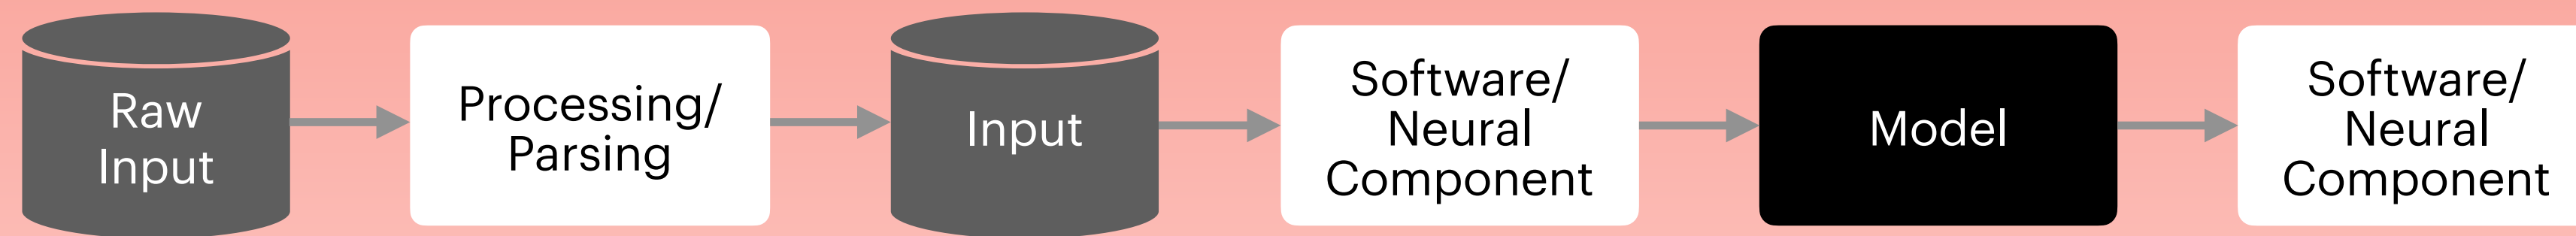 Raw
Input
Processing/
Parsing
Input
Software/
Neural
Component
Model
Software/
Neural
Component